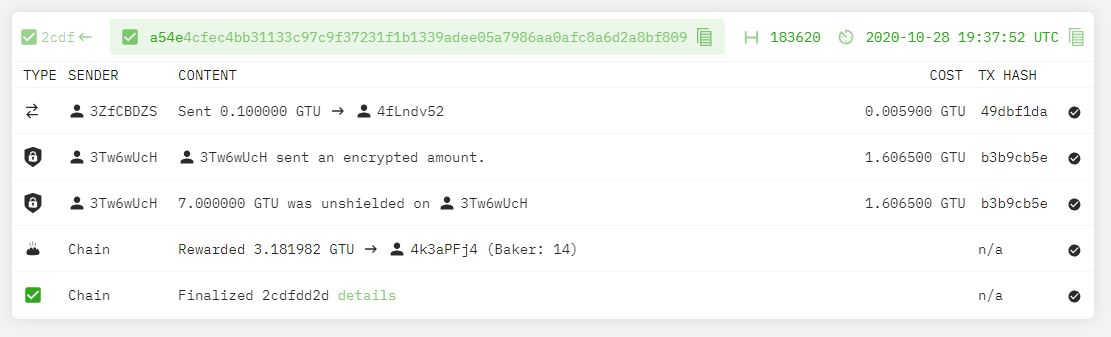 2cdf← a54e4cfec4bb31133c97c9f37231f1b1339adee05a7986aa0afc8a6d2a8bf809 183620 2020-10-28 19:37:52 UTC
TYPE SENDER CONTENT COST TX HASH
3ZfCBDZS Sent 0.100000 GTU → 4fLndv52 0.005900 GTU 49dbf1da
3Tw6wUcH 3Tw6wUcH sent an encrypted amount. 1.606500 GTU b3b9cb5e
3Tw6wUcH 7.000000 GTU was unshielded on 3Tw6wUcH 1.606500 GTU b3b9cb5e
Chain Rewarded 3.181982 GTU → 4k3aPFj4 (Baker: 14) n/a
Chain Finalized 2cdfdd2d details n/a